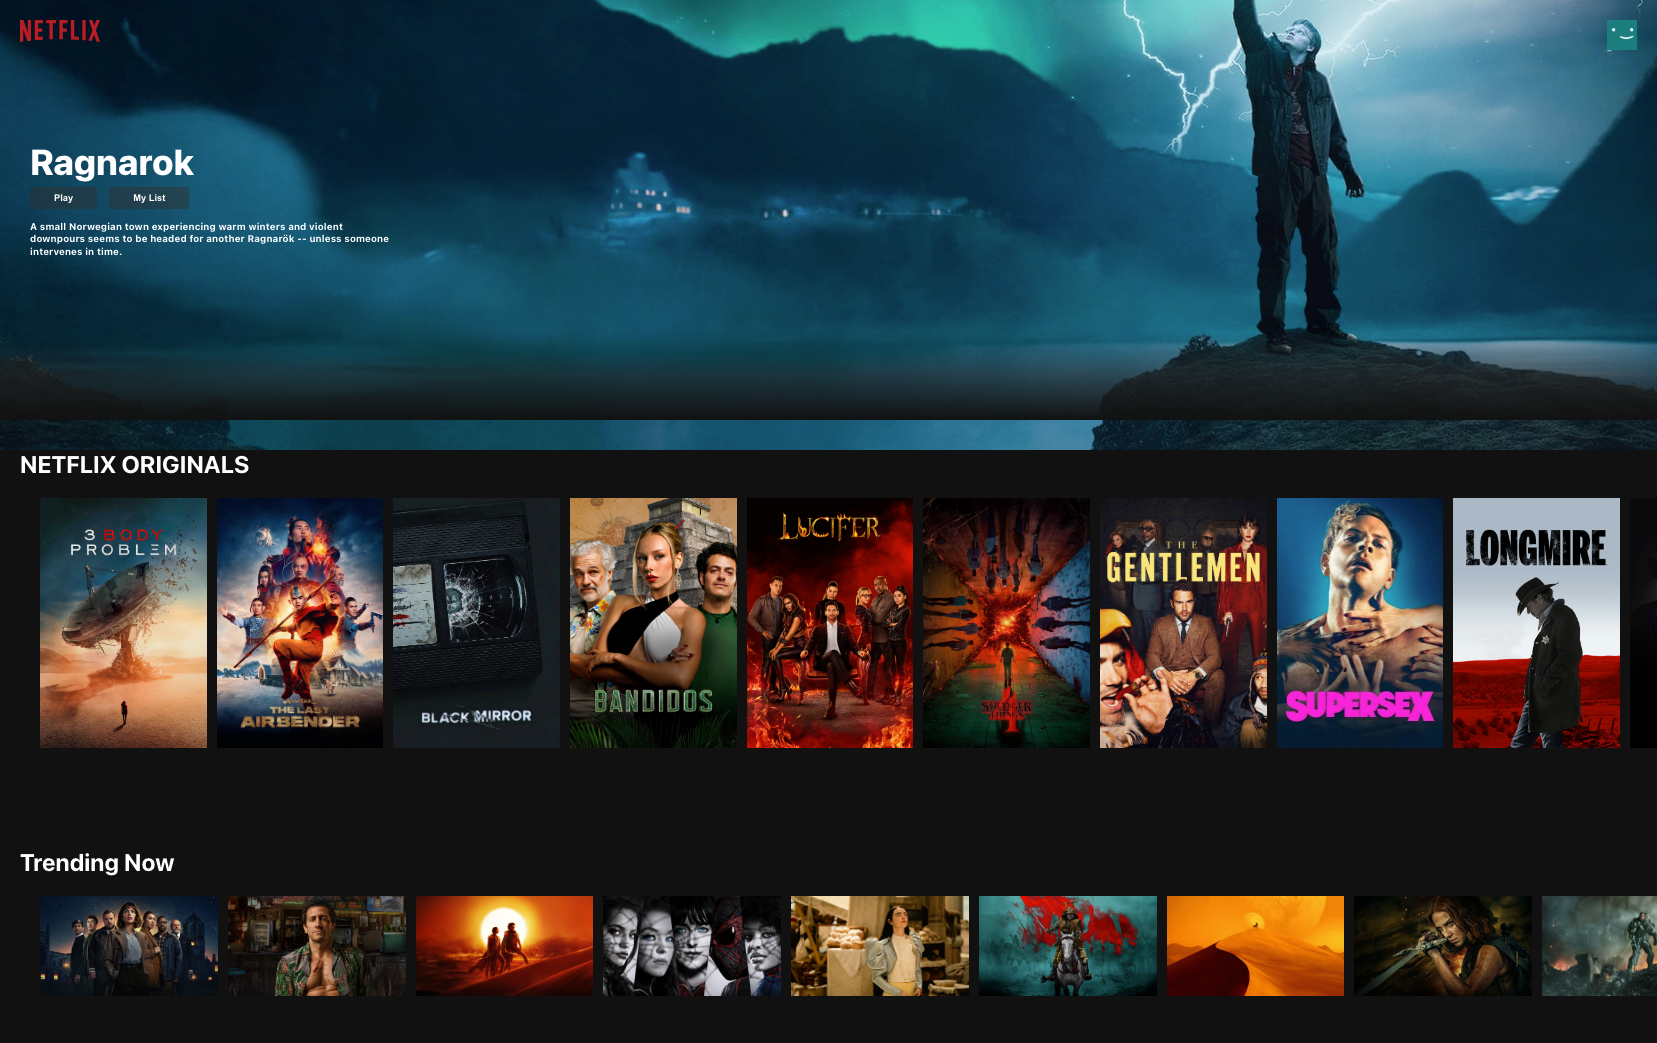 NETFLIX
Ragnarok
Play
My List
A small Norwegian town experiencing warm winters and violent
downpours seems to be headed for another Ragnarök -- unless someone
intervenes in time.
NETFLIX ORIGINALS
3 BODY
PROBLEM
THE LAST
AIRBENDER
BLACK MIRROR
BANDIDOS
LUCIFER
STRANGER
THINGS
4
THE
GENTLEMEN
SUPERSEX
LONGMIRE
Trending Now